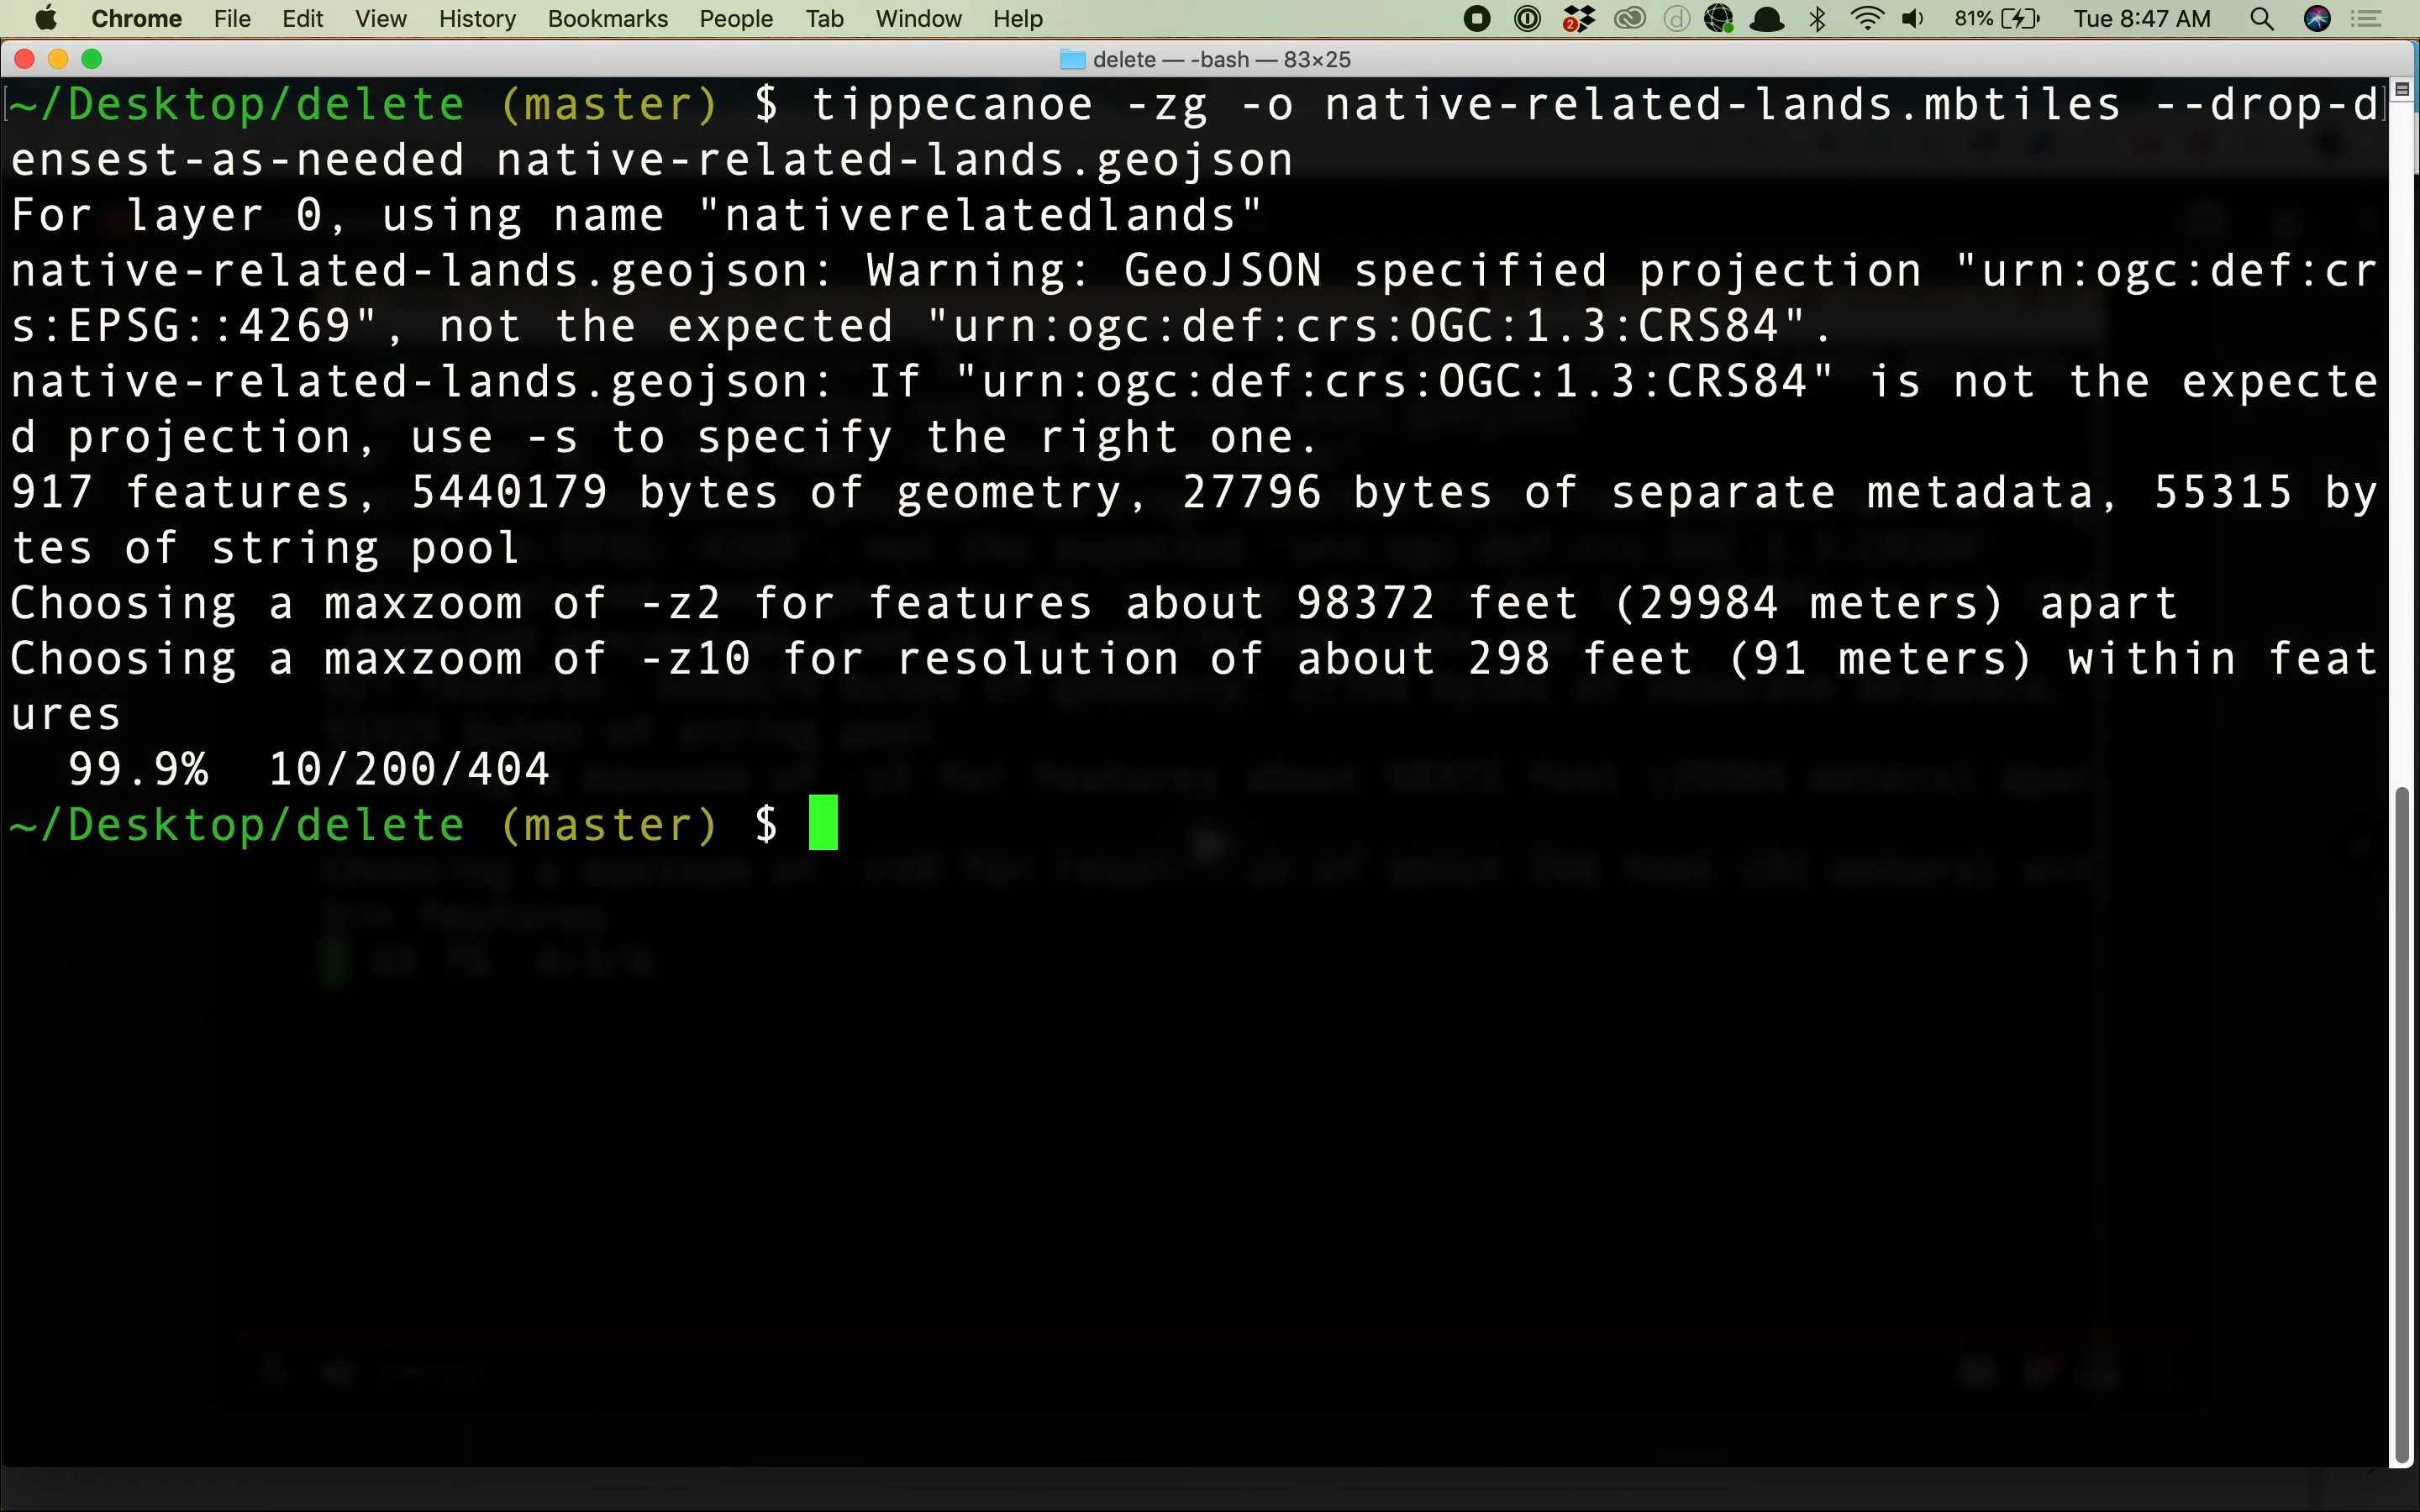 Chrome File Edit View History Bookmarks People Tab Window Help 2 d 81% Tue 8:47 AM
delete — -bash — 83×25
~/Desktop/delete (master) $ tippecanoe -zg -o native-related-lands.mbtiles --drop-d
ensest-as-needed native-related-lands.geojson
For layer 0, using name "nativerelatedlands"
native-related-lands.geojson: Warning: GeoJSON specified projection "urn:ogc:def:cr
s:EPSG::4269", not the expected "urn:ogc:def:crs:OGC:1.3:CRS84".
native-related-lands.geojson: If "urn:ogc:def:crs:OGC:1.3:CRS84" is not the expecte
d projection, use -s to specify the right one.
917 features, 5440179 bytes of geometry, 27796 bytes of separate metadata, 55315 by
tes of string pool
Choosing a maxzoom of -z2 for features about 98372 feet (29984 meters) apart
Choosing a maxzoom of -z10 for resolution of about 298 feet (91 meters) within feat
ures
99.9% 10/200/404
~/Desktop/delete (master) $